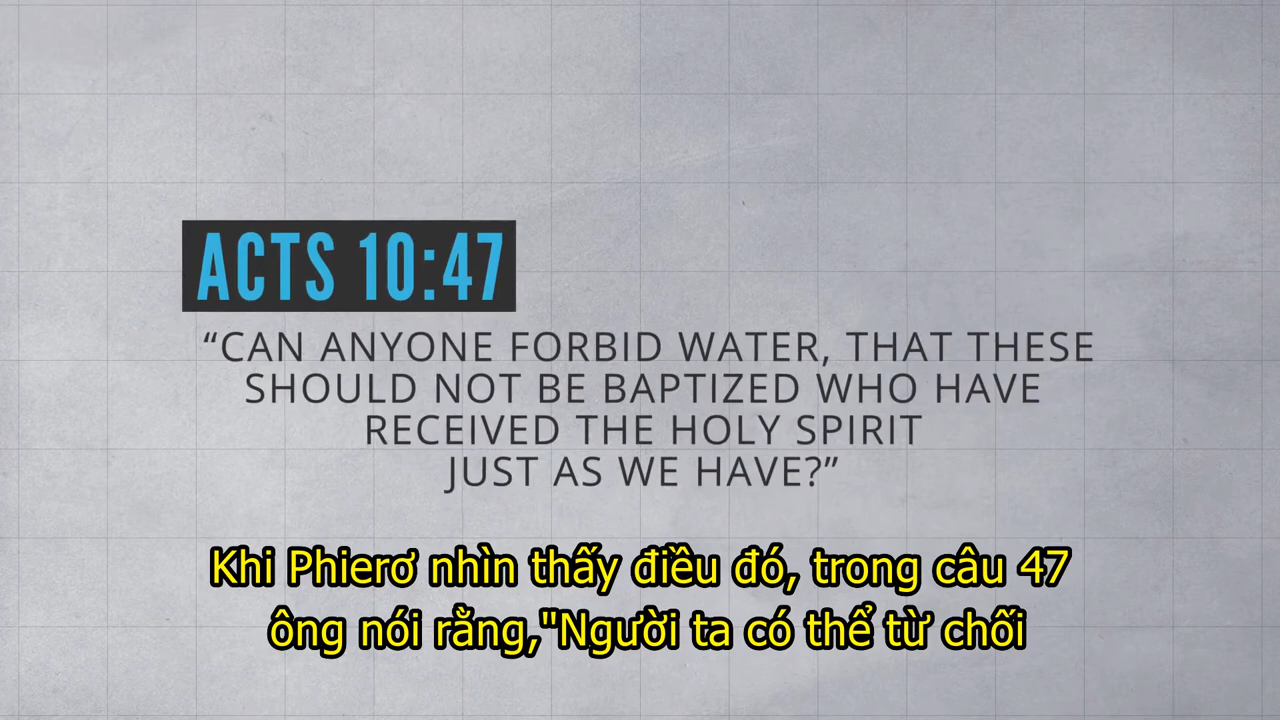 ACTS 10:47
“CAN ANYONE FORBID WATER, THAT THESE
SHOULD NOT BE BAPTIZED WHO HAVE
RECEIVED THE HOLY SPIRIT
JUST AS WE HAVE?”
Khi Phierơ nhìn thấy điều đó, trong câu 47
ông nói rằng,"Người ta có thể từ chối